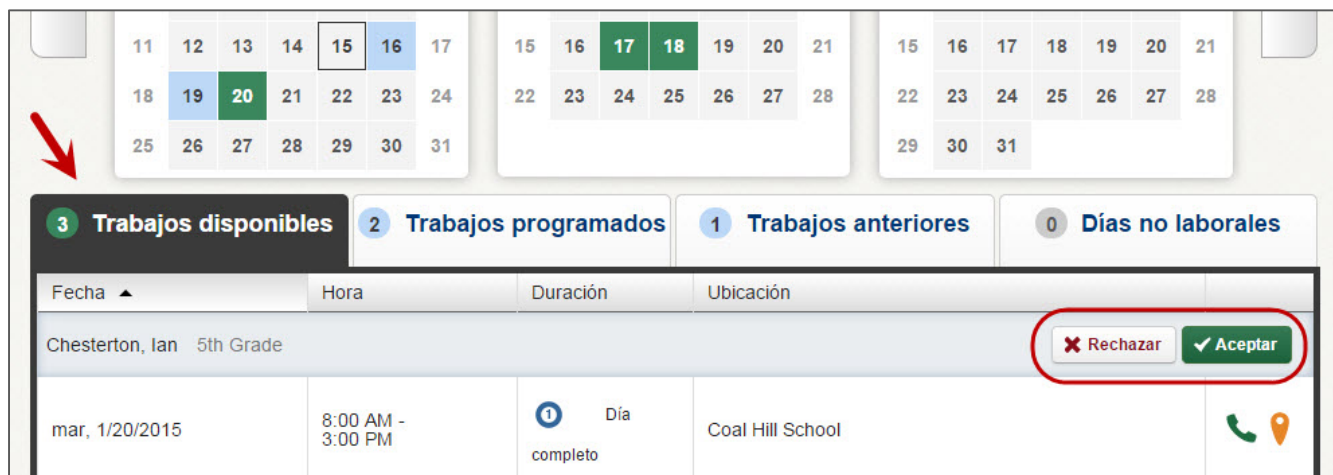 11 12 13 14 15 16 17
18 19 20 21 22 23 24
25 26 27 28 29 30 31
15 16 17 18 19 20 21
22 23 24 25 26 27 28
15 16 17 18 19 20 21
22 23 24 25 26 27 28
29 30 31
3 Trabajos disponibles
2 Trabajos programados
1 Trabajos anteriores
0 Días no laborales
Fecha Hora Duración Ubicación
Chesterton, Ian 5th Grade Rechazar Aceptar
mar, 1/20/2015
8:00 AM -
3:00 PM
1 Día
completo
Coal Hill School